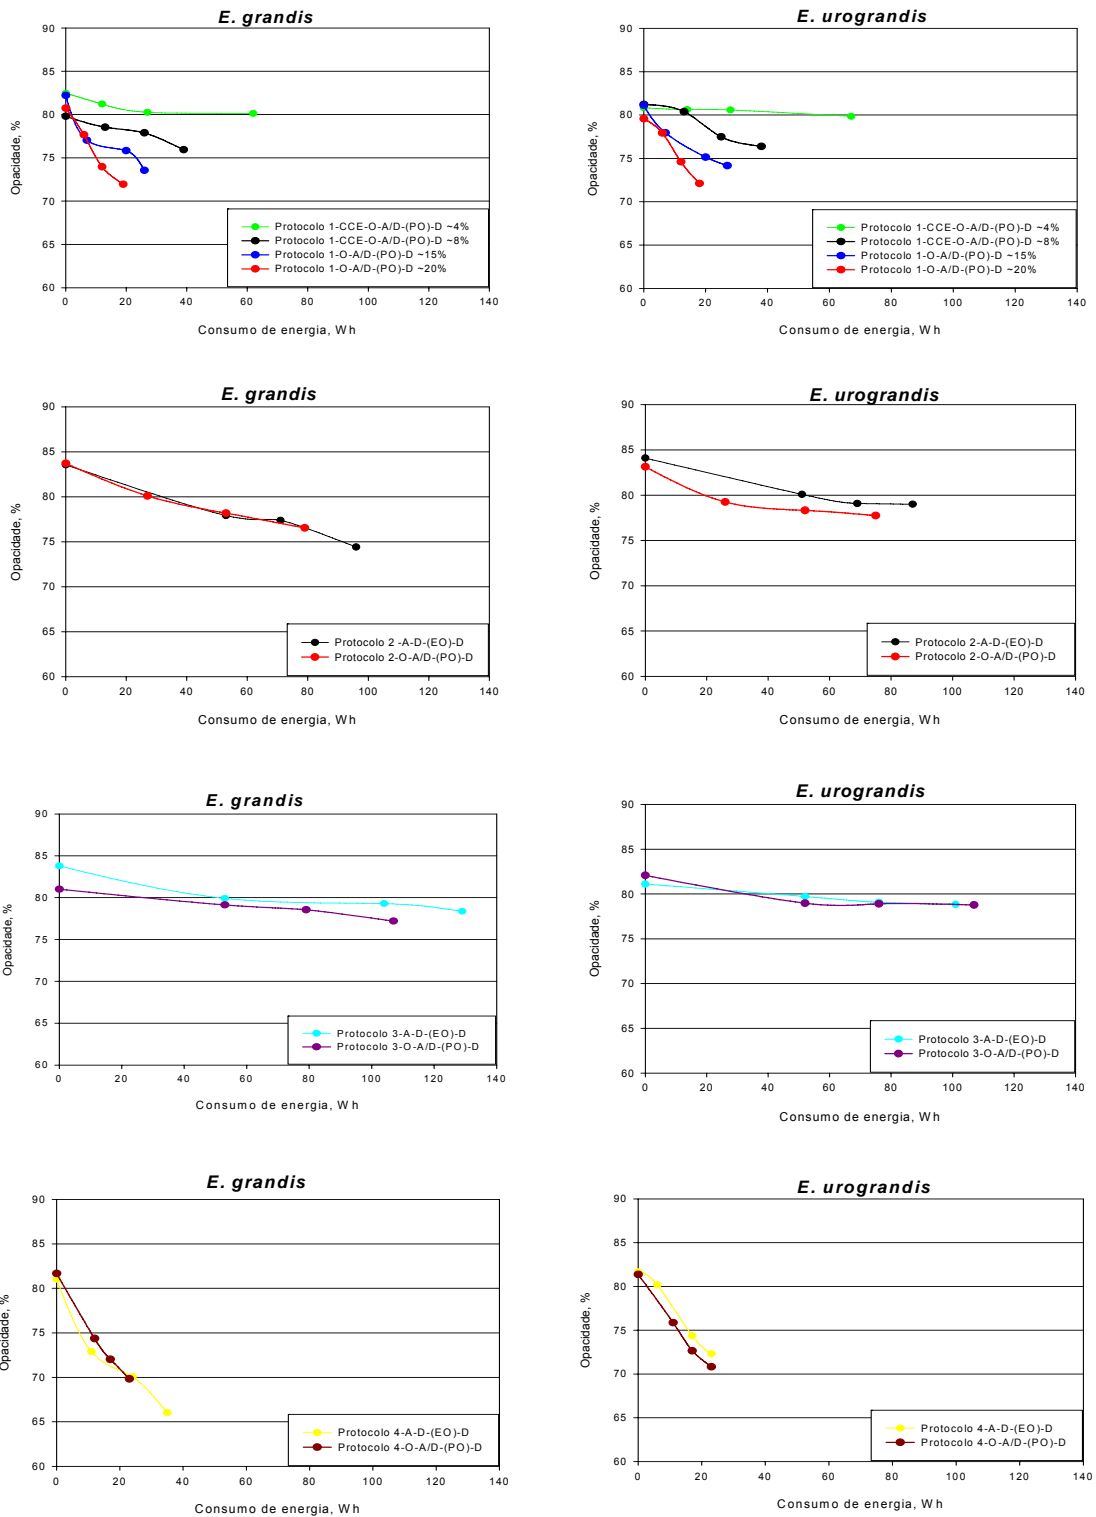 E. grandis
90
85
80
75
70
65
60
Opacidade, %
Protocolo 1-CCE-O-A/D-(PO)-D ~4%
Protocolo 1-CCE-O-A/D-(PO)-D ~8%
Protocolo 1-O-A/D-(PO)-D ~15%
Protocolo 1-O-A/D-(PO)-D ~20%
0 20 40 60 80 100 120 140
Consumo de energia, Wh
E. urograndis
90
85
80
75
70
65
60
Opacidade, %
Protocolo 1-CCE-O-A/D-(PO)-D ~4%
Protocolo 1-CCE-O-A/D-(PO)-D ~8%
Protocolo 1-O-A/D-(PO)-D ~15%
Protocolo 1-O-A/D-(PO)-D ~20%
0 20 40 60 80 100 120 140
Consumo de energia, Wh
E. grandis
90
85
80
75
70
65
60
Opacidade, %
Protocolo 2 -A-D-(EO)-D
Protocolo 2-O-A/D-(PO)-D
0 20 40 60 80 100 120 140
Consumo de energia, Wh
E. urograndis
90
85
80
75
70
65
60
Opacidade, %
Protocolo 2-A-D-(EO)-D
Protocolo 2-O-A/D-(PO)-D
0 20 40 60 80 100 120 140
Consumo de energia, Wh
E. grandis
90
85
80
75
70
65
60
Opacidade, %
Protocolo 3-A-D-(EO)-D
Protocolo 3-O-A/D-(PO)-D
0 20 40 60 80 100 120 140
Consumo de energia, Wh
E. urograndis
90
85
80
75
70
65
60
Opacidade, %
Protocolo 3-A-D-(EO)-D
Protocolo 3-O-A/D-(PO)-D
0 20 40 60 80 100 120 140
Consumo de energia, Wh
E. grandis
90
85
80
75
70
65
60
Opacidade, %
Protocolo 4-A-D-(EO)-D
Protocolo 4-O-A/D-(PO)-D
0 20 40 60 80 100 120 140
Consumo de energia, Wh
E. urograndis
90
85
80
75
70
65
60
Opacidade, %
Protocolo 4-A-D-(EO)-D
Protocolo 4-O-A/D-(PO)-D
0 20 40 60 80 100 120 140
Consumo de energia, Wh